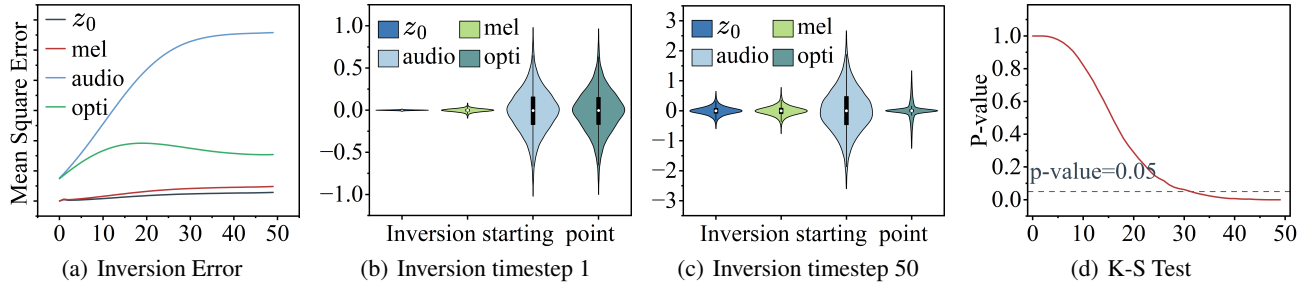 Mean Square Error
z₀
mel
audio
opti
0 10 20 30 40 50
(a) Inversion Error
1.0
0.5
0.0
−0.5
−1.0
z₀ mel
audio opti
Inversion starting point
(b) Inversion timestep 1
3
2
1
0
−1
−2
−3
z₀ mel
audio opti
Inversion starting point
(c) Inversion timestep 50
P-value
1.0
0.8
0.6
0.4
0.2
0.0
p-value=0.05
0 10 20 30 40 50
(d) K-S Test